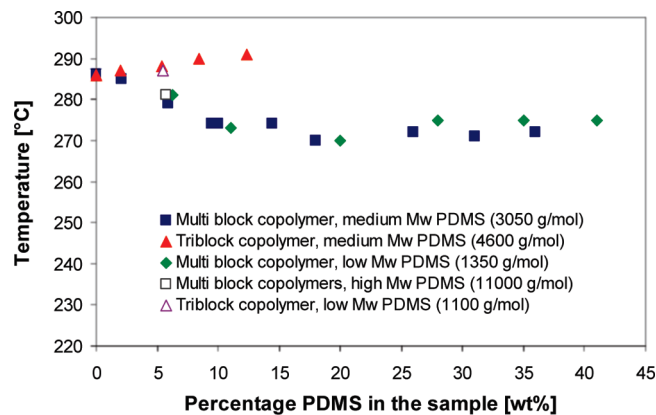 300
290
280
270
260
250
240
230
220
Temperature [°C]
Multi block copolymer, medium Mw PDMS (3050 g/mol)
Triblock copolymer, medium Mw PDMS (4600 g/mol)
Multi block copolymer, low Mw PDMS (1350 g/mol)
Multi block copolymers, high Mw PDMS (11000 g/mol)
Triblock copolymer, low Mw PDMS (1100 g/mol)
0 5 10 15 20 25 30 35 40 45
Percentage PDMS in the sample [wt%]